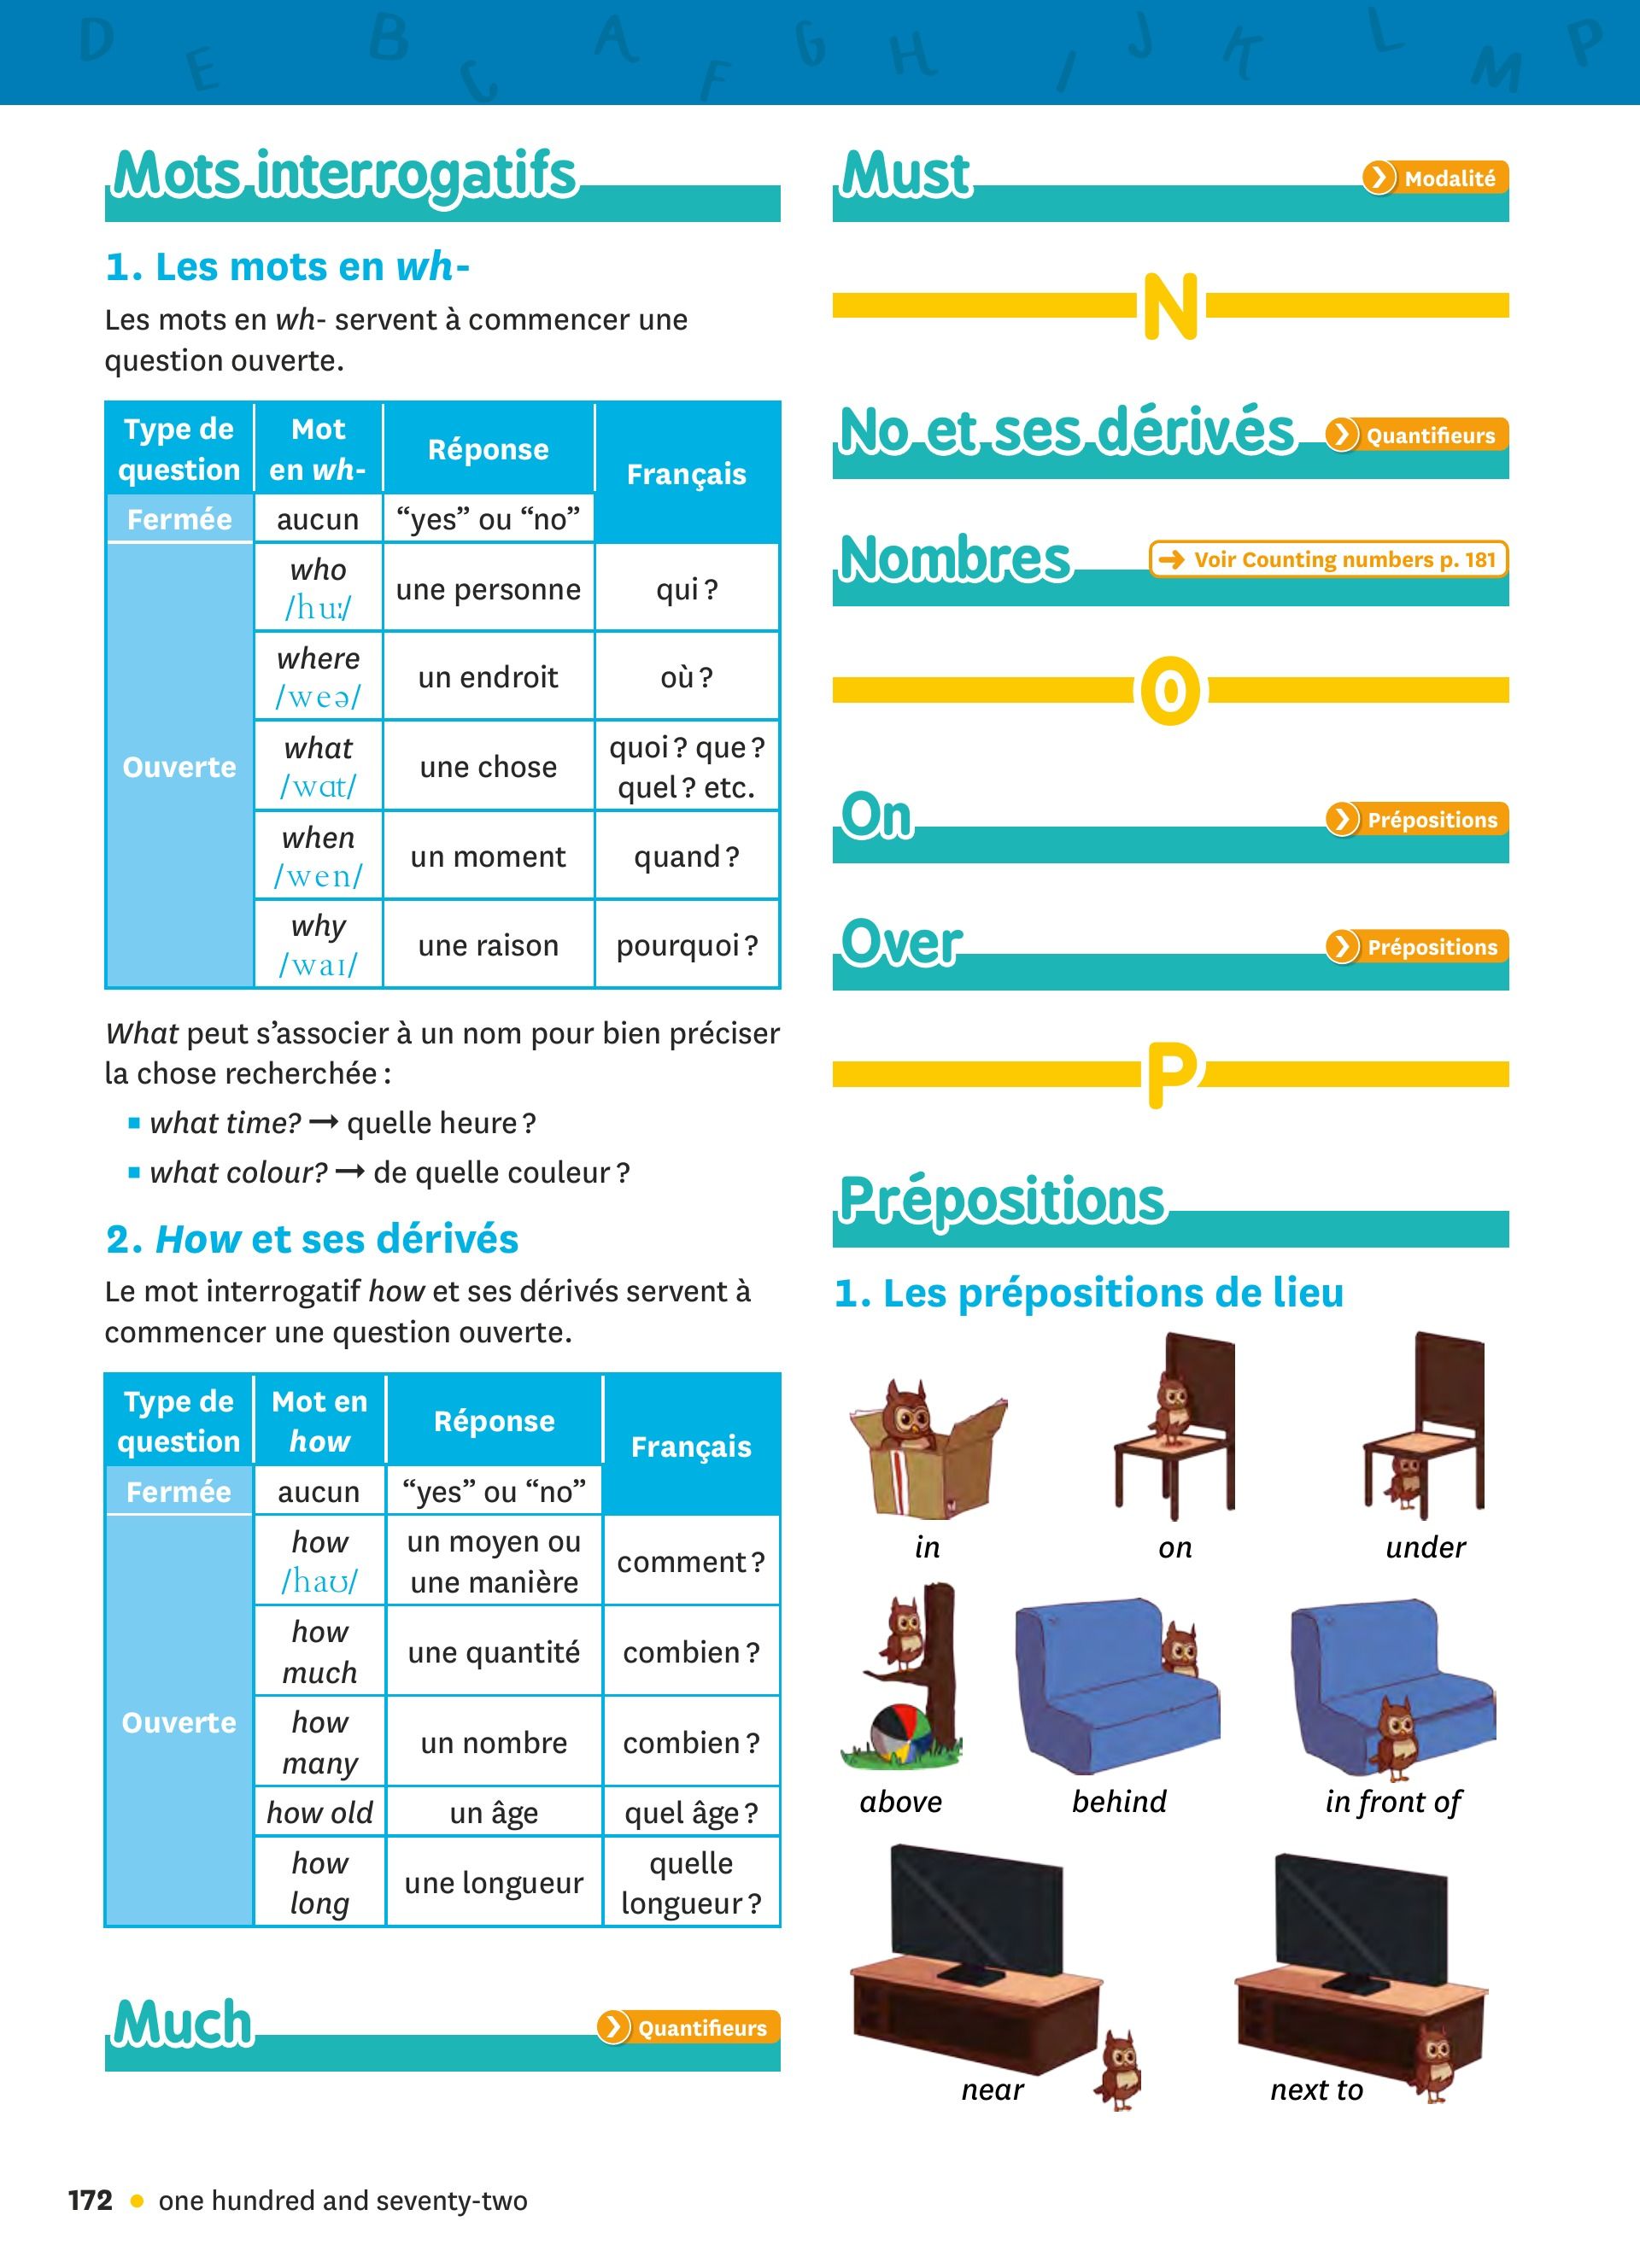 D E B C A F G H I J K L M P
Mots interrogatifs
1. Les mots en wh-
Les mots en wh- servent à commencer une
question ouverte.
Type de question | Mot en wh- | Réponse | Français
Fermée | aucun | “yes” ou “no”
Ouverte
who /huː/ | une personne | qui ?
where /weə/ | un endroit | où ?
what /wɑt/ | une chose | quoi ? que ? quel ? etc.
when /wen/ | un moment | quand ?
why /waɪ/ | une raison | pourquoi ?
What peut s’associer à un nom pour bien préciser
la chose recherchée :
■ what time? → quelle heure ?
■ what colour? → de quelle couleur ?
2. How et ses dérivés
Le mot interrogatif how et ses dérivés servent à
commencer une question ouverte.
Type de question | Mot en how | Réponse | Français
Fermée | aucun | “yes” ou “no”
Ouverte
how /haʊ/ | un moyen ou une manière | comment ?
how much | une quantité | combien ?
how many | un nombre | combien ?
how old | un âge | quel âge ?
how long | une longueur | quelle longueur ?
Much
Quantifieurs
Must
Modalité
N
No et ses dérivés
Quantifieurs
Nombres
→ Voir Counting numbers p. 181
O
On
Prépositions
Over
Prépositions
P
Prépositions
1. Les prépositions de lieu
in on under
above behind in front of
near next to
172 • one hundred and seventy-two